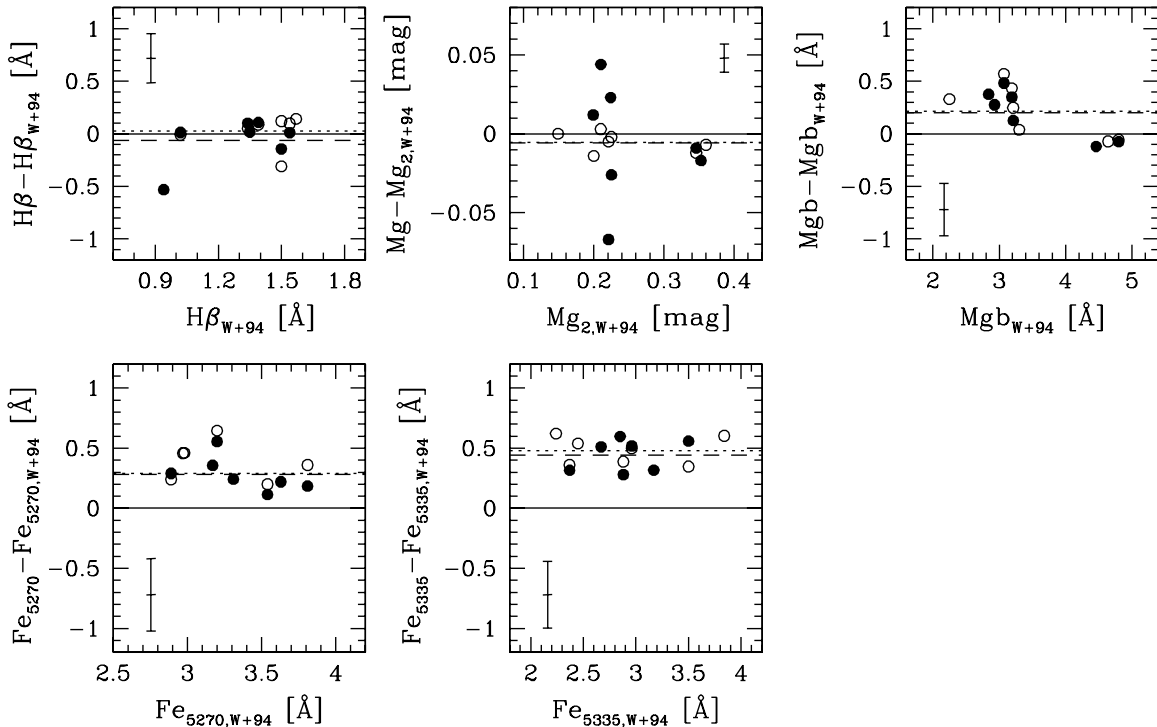 1
0.5
0
−0.5
−1
0.9 1.2 1.5 1.8
Hβ−Hβ_W+94 [Å]
Hβ_W+94 [Å]
0.05
0
−0.05
0.1 0.2 0.3 0.4
Mg−Mg_2,W+94 [mag]
Mg_2,W+94 [mag]
1
0.5
0
−0.5
−1
2 3 4 5
Mgb−Mgb_W+94 [Å]
Mgb_W+94 [Å]
1
0.5
0
−0.5
−1
2.5 3 3.5 4
Fe_5270−Fe_5270,W+94 [Å]
Fe_5270,W+94 [Å]
1
0.5
0
−0.5
−1
2 2.5 3 3.5 4
Fe_5335−Fe_5335,W+94 [Å]
Fe_5335,W+94 [Å]